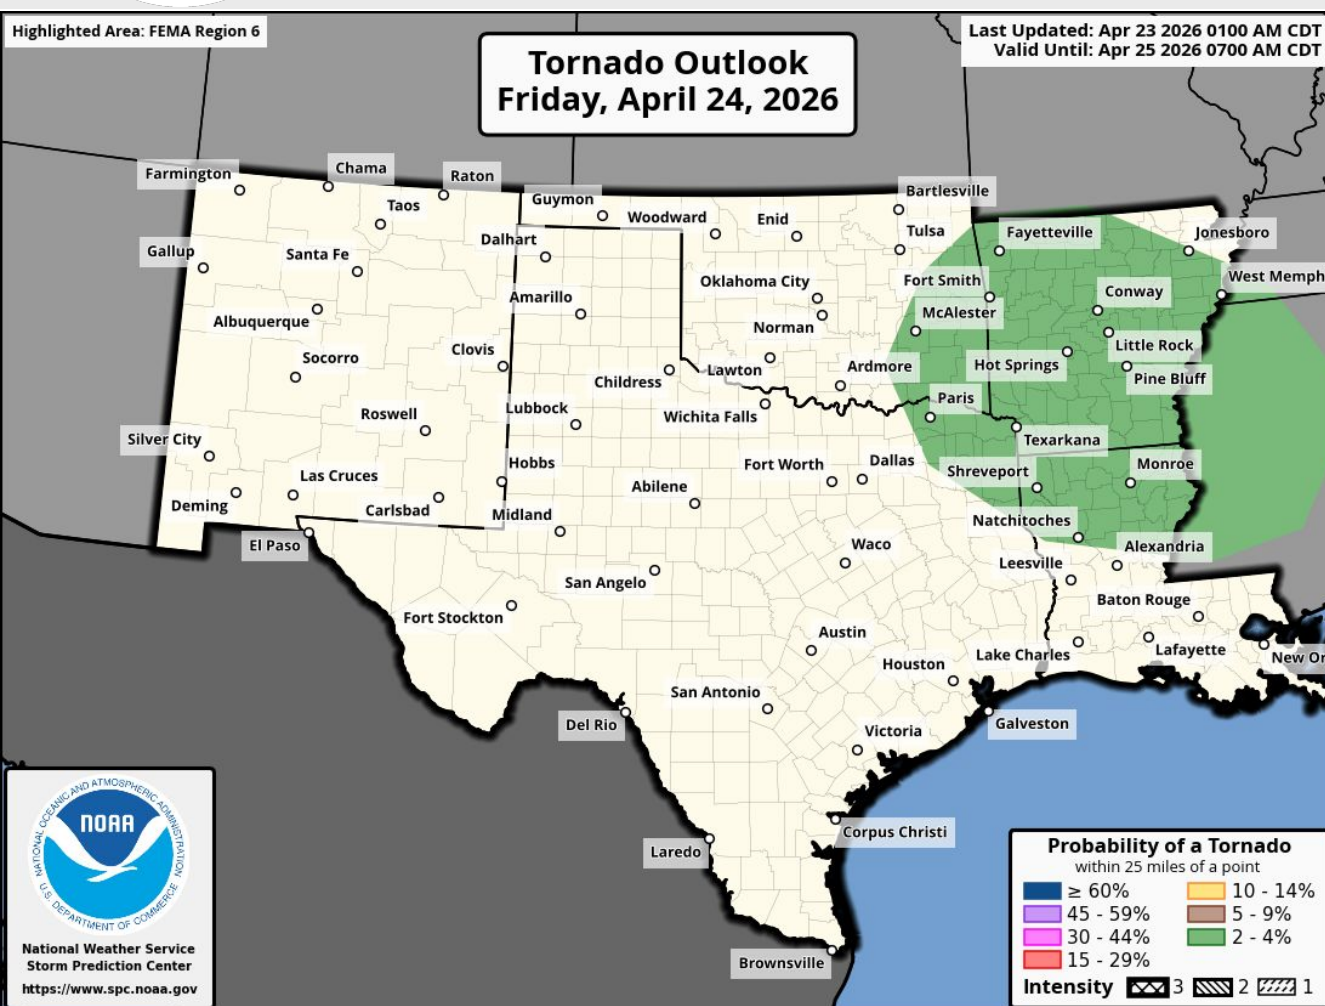 Highlighted Area: FEMA Region 6
Last Updated: Apr 23 2026 0100 AM CDT
Valid Until: Apr 25 2026 0700 AM CDT
Tornado Outlook
Friday, April 24, 2026
Farmington
Chama
Raton
Taos
Guymon
Woodward
Enid
Bartlesville
Tulsa
Fayetteville
Jonesboro
Gallup
Santa Fe
Dalhart
Oklahoma City
Fort Smith
Conway
West Memph
Albuquerque
Amarillo
Norman
McAlester
Little Rock
Socorro
Clovis
Childress
Lawton
Ardmore
Hot Springs
Pine Bluff
Roswell
Lubbock
Wichita Falls
Paris
Texarkana
Silver City
Las Cruces
Hobbs
Fort Worth
Dallas
Shreveport
Monroe
Deming
Carlsbad
Midland
Abilene
Natchitoches
Alexandria
El Paso
San Angelo
Waco
Leesville
Fort Stockton
Austin
Baton Rouge
Houston
Lake Charles
Lafayette
New Or
Del Rio
San Antonio
Galveston
Victoria
Laredo
Corpus Christi
Brownsville
NATIONAL OCEANIC AND ATMOSPHERIC ADMINISTRATION
NOAA
U.S. DEPARTMENT OF COMMERCE
National Weather Service
Storm Prediction Center
https://www.spc.noaa.gov
Probability of a Tornado
within 25 miles of a point
≥ 60% 10 - 14%
45 - 59% 5 - 9%
30 - 44% 2 - 4%
15 - 29%
Intensity 3 2 1